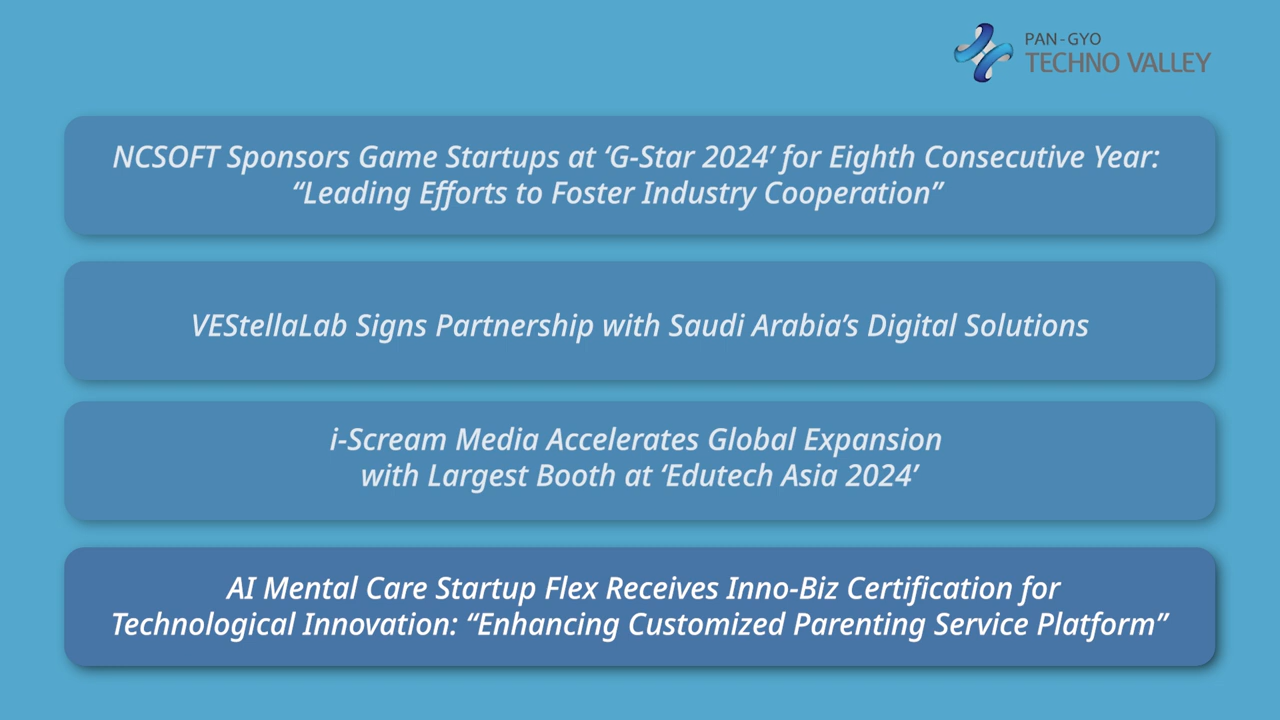 PAN-GYO
TECHNO VALLEY
NCSOFT Sponsors Game Startups at ‘G-Star 2024’ for Eighth Consecutive Year:
“Leading Efforts to Foster Industry Cooperation”
VEStellaLab Signs Partnership with Saudi Arabia’s Digital Solutions
i-Scream Media Accelerates Global Expansion
with Largest Booth at ‘Edutech Asia 2024’
AI Mental Care Startup Flex Receives Inno-Biz Certification for
Technological Innovation: “Enhancing Customized Parenting Service Platform”